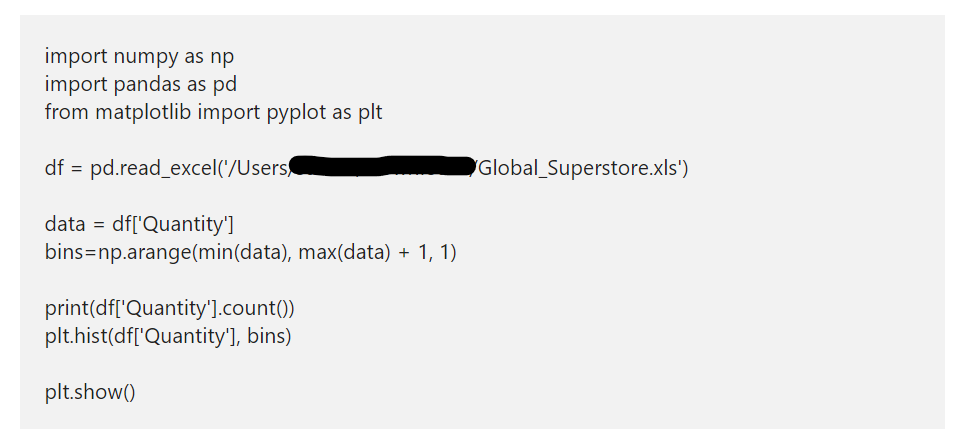 import numpy as np
import pandas as pd
from matplotlib import pyplot as plt
df = pd.read_excel('/Users/ /Global_Superstore.xls')
data = df['Quantity']
bins=np.arange(min(data), max(data) + 1, 1)
print(df['Quantity'].count())
plt.hist(df['Quantity'], bins)
plt.show()